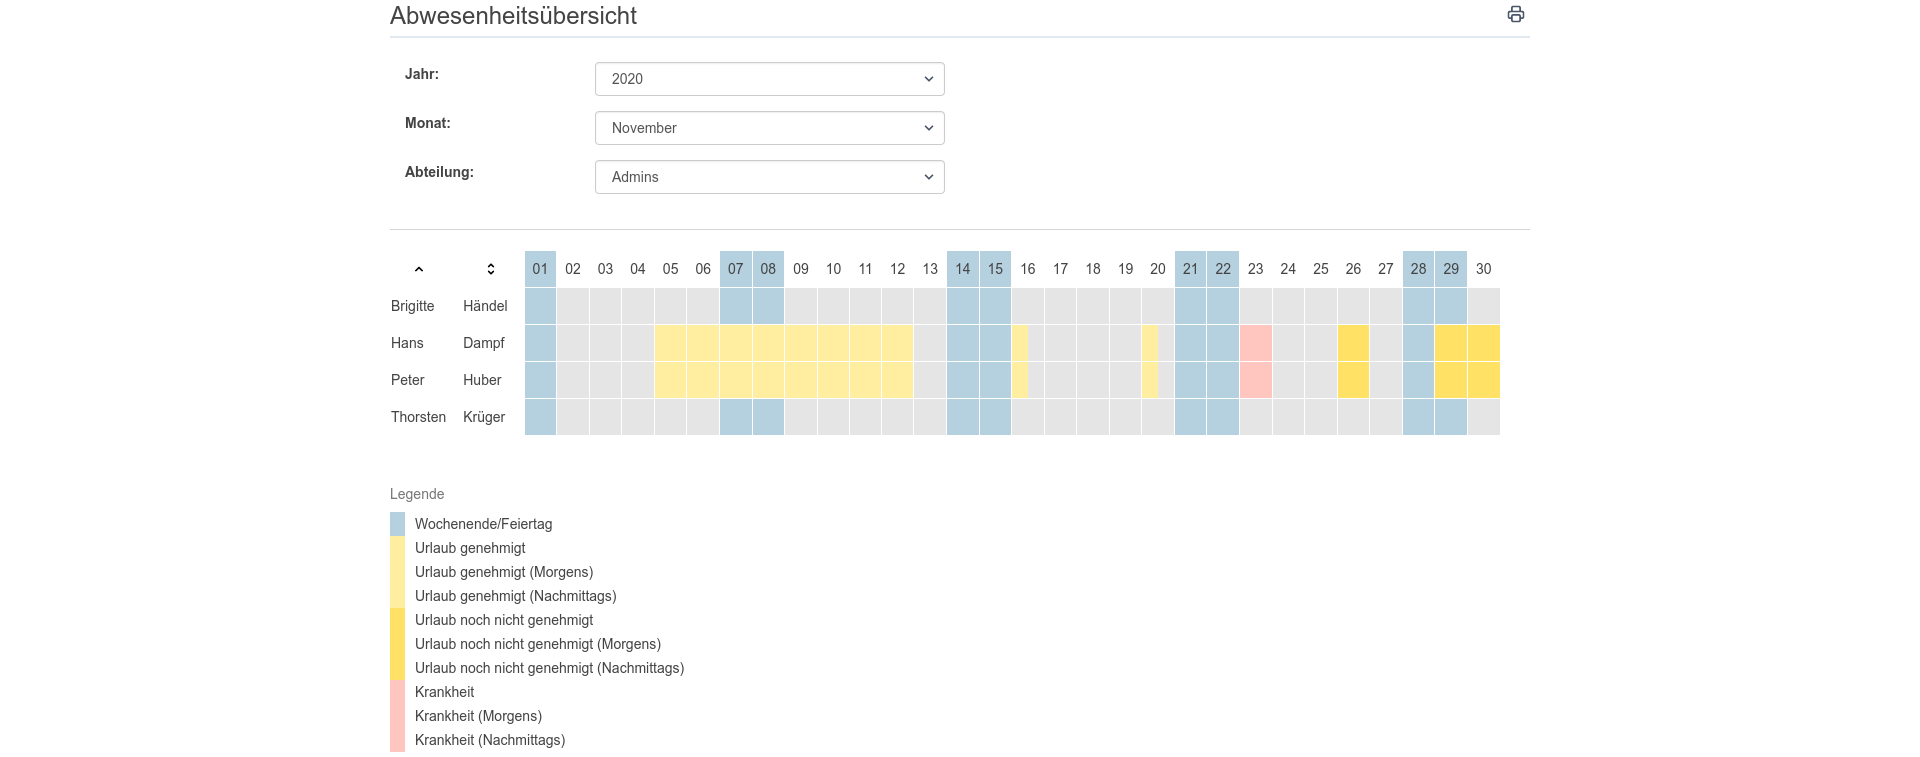 Abwesenheitsübersicht
Jahr:
2020
Monat:
November
Abteilung:
Admins
01 02 03 04 05 06 07 08 09 10 11 12 13 14 15 16 17 18 19 20 21 22 23 24 25 26 27 28 29 30
Brigitte Händel
Hans Dampf
Peter Huber
Thorsten Krüger
Legende
Wochenende/Feiertag
Urlaub genehmigt
Urlaub genehmigt (Morgens)
Urlaub genehmigt (Nachmittags)
Urlaub noch nicht genehmigt
Urlaub noch nicht genehmigt (Morgens)
Urlaub noch nicht genehmigt (Nachmittags)
Krankheit
Krankheit (Morgens)
Krankheit (Nachmittags)